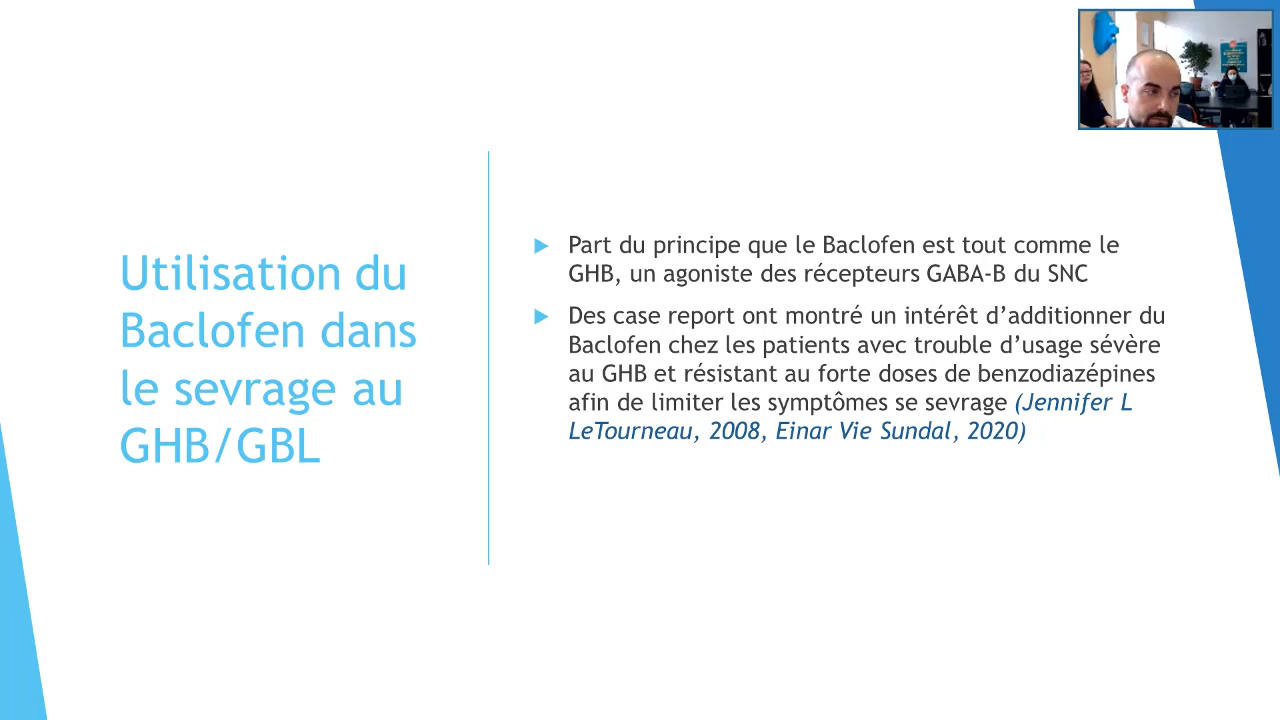 Utilisation du
Baclofen dans
le sevrage au
GHB/GBL
Part du principe que le Baclofen est tout comme le
GHB, un agoniste des récepteurs GABA-B du SNC
Des case report ont montré un intérêt d’additionner du
Baclofen chez les patients avec trouble d’usage sévère
au GHB et résistant au forte doses de benzodiazépines
afin de limiter les symptômes se sevrage (Jennifer L
LeTourneau, 2008, Einar Vie Sundal, 2020)